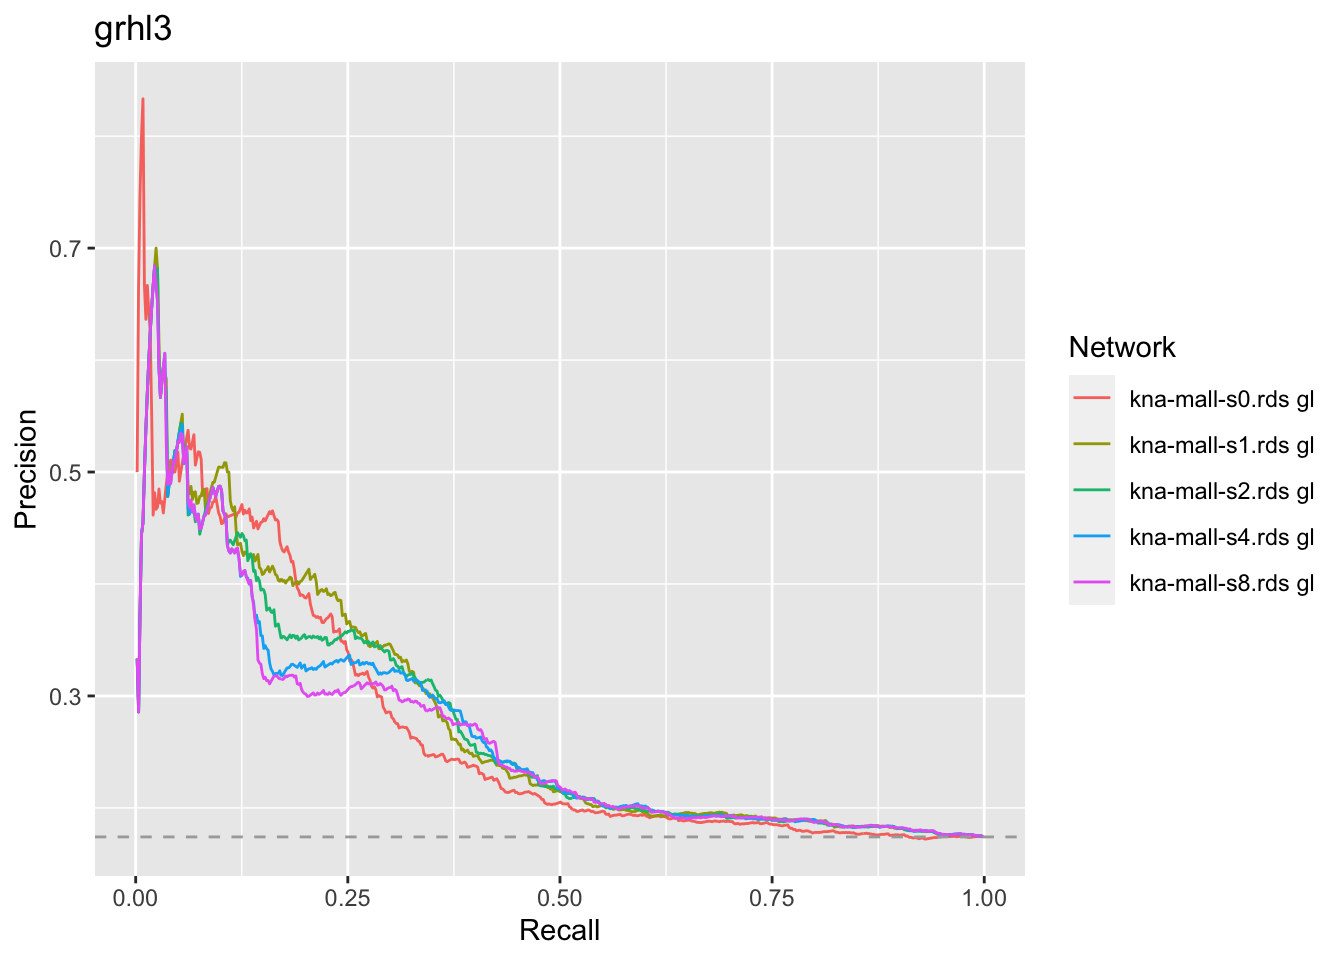 grhl3
Precision
0.7
0.5
0.3
0.00 0.25 0.50 0.75 1.00
Recall
Network
kna-mall-s0.rds gl
kna-mall-s1.rds gl
kna-mall-s2.rds gl
kna-mall-s4.rds gl
kna-mall-s8.rds gl